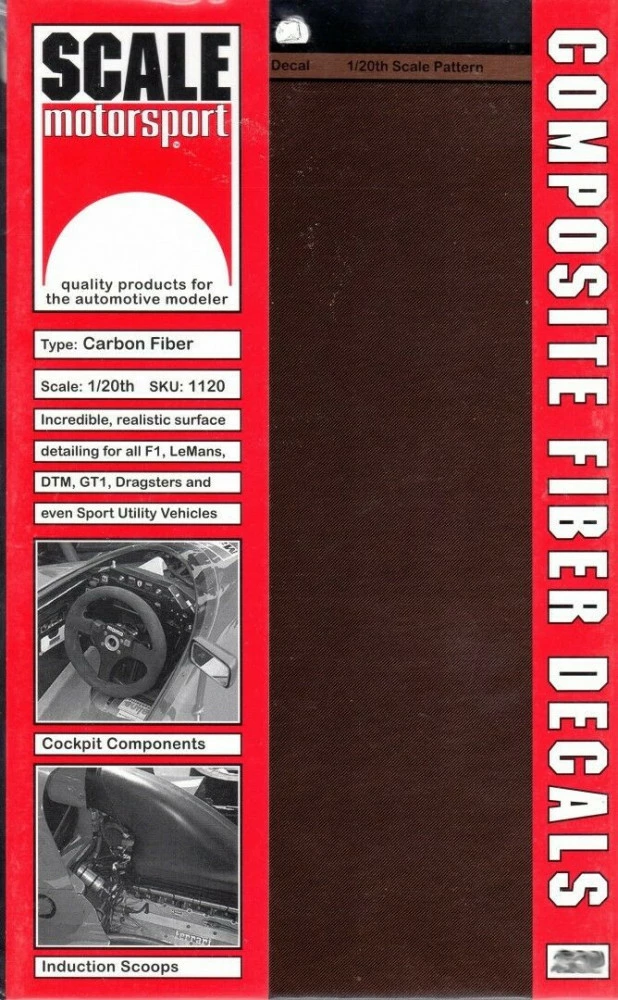 SCALE
motorsport
©
quality products for
the automotive modeler
Type: Carbon Fiber
Scale: 1/20th SKU: 1120
Incredible, realistic surface
detailing for all F1, LeMans,
DTM, GT1, Dragsters and
even Sport Utility Vehicles
Cockpit Components
Ferrari
Induction Scoops
Decal 1/20th Scale Pattern
COMPOSITE FIBER DECALS